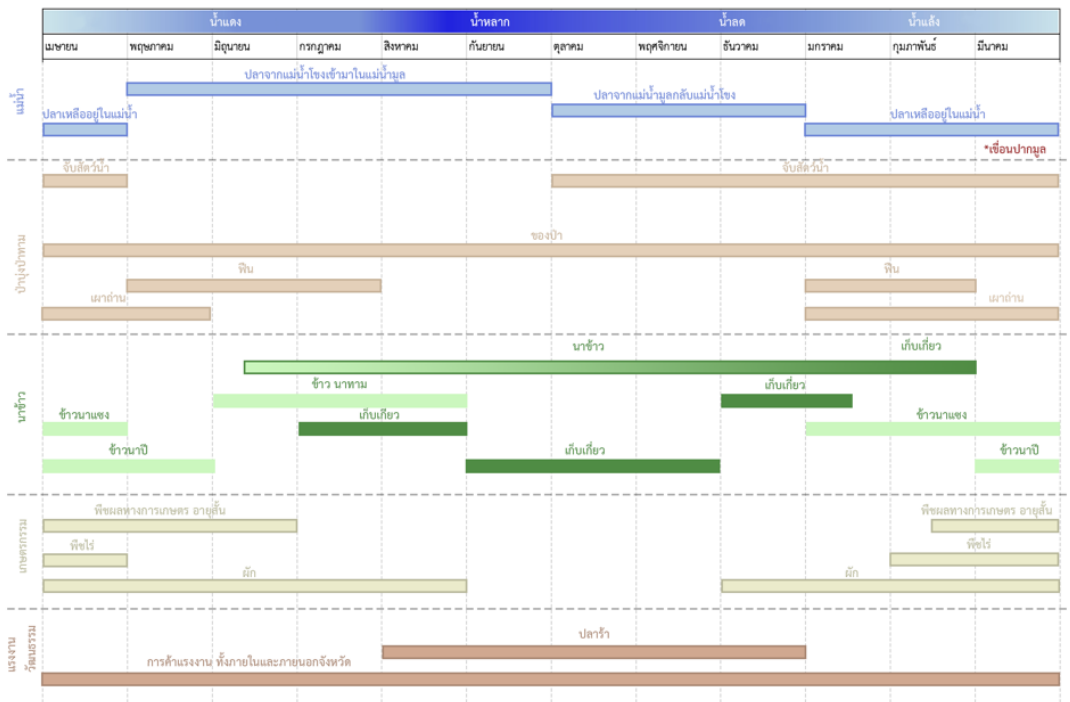 น้ำแดง น้ำหลาก น้ำลด น้ำแล้ง
เมษายน พฤษภาคม มิถุนายน กรกฎาคม สิงหาคม กันยายน ตุลาคม พฤศจิกายน ธันวาคม มกราคม กุมภาพันธ์ มีนาคม
แม่น้ำ
ปลาจากแม่น้ำโขงเข้ามาในแม่น้ำมูล
ปลาจากแม่น้ำมูลกลับแม่น้ำโขง
ปลาเหลืออยู่ในแม่น้ำ ปลาเหลืออยู่ในแม่น้ำ
*เขื่อนปากมูล
ป่าบุ่งป่าทาม
จับสัตว์น้ำ จับสัตว์น้ำ
ของป่า
ฟืน ฟืน
เผาถ่าน เผาถ่าน
นาข้าว
นาข้าว เก็บเกี่ยว
ข้าว นาทาม เก็บเกี่ยว
ข้าวนาแซง เก็บเกียว ข้าวนาแซง
ข้าวนาปี เก็บเกี่ยว ข้าวนาปี
เกษตรกรรม
พืชผลทางการเกษตร อายุสั้น พืชผลทางการเกษตร อายุสั้น
พืชไร่ พืชไร่
ผัก ผัก
แรงงาน
วัฒนธรรม
ปลาร้า
การค้าแรงงาน ทั้งภายในและภายนอกจังหวัด